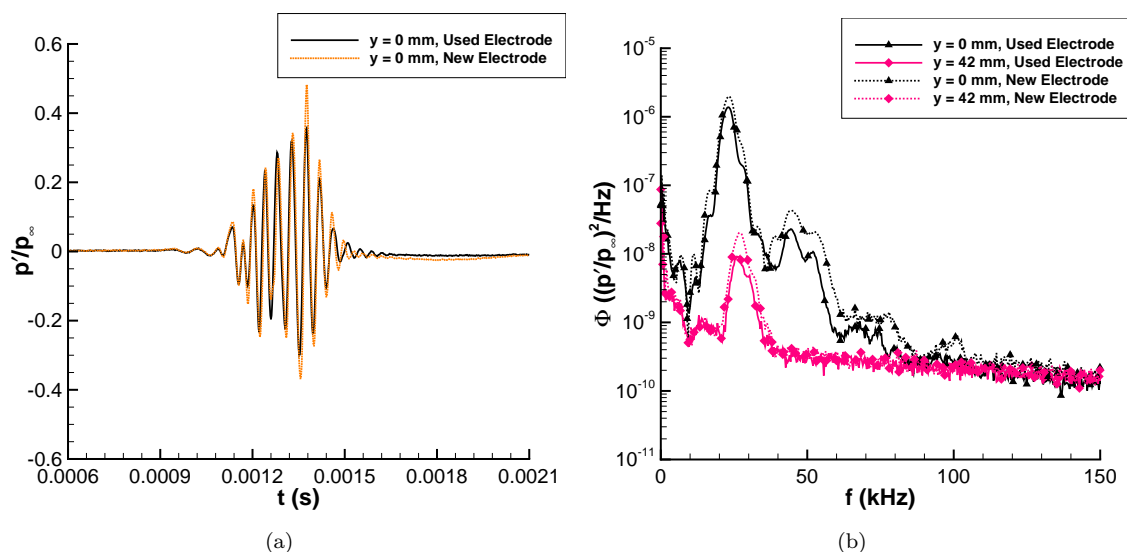 y = 0 mm, Used Electrode
y = 0 mm, New Electrode
0.6
0.4
0.2
0
-0.2
-0.4
-0.6
p'/p∞
0.0006 0.0009 0.0012 0.0015 0.0018 0.0021
t (s)
(a)
y = 0 mm, Used Electrode
y = 42 mm, Used Electrode
y = 0 mm, New Electrode
y = 42 mm, New Electrode
10⁻⁵
10⁻⁶
10⁻⁷
10⁻⁸
10⁻⁹
10⁻¹⁰
10⁻¹¹
Φ ((p'/p∞)²/Hz)
0 50 100 150
f (kHz)
(b)